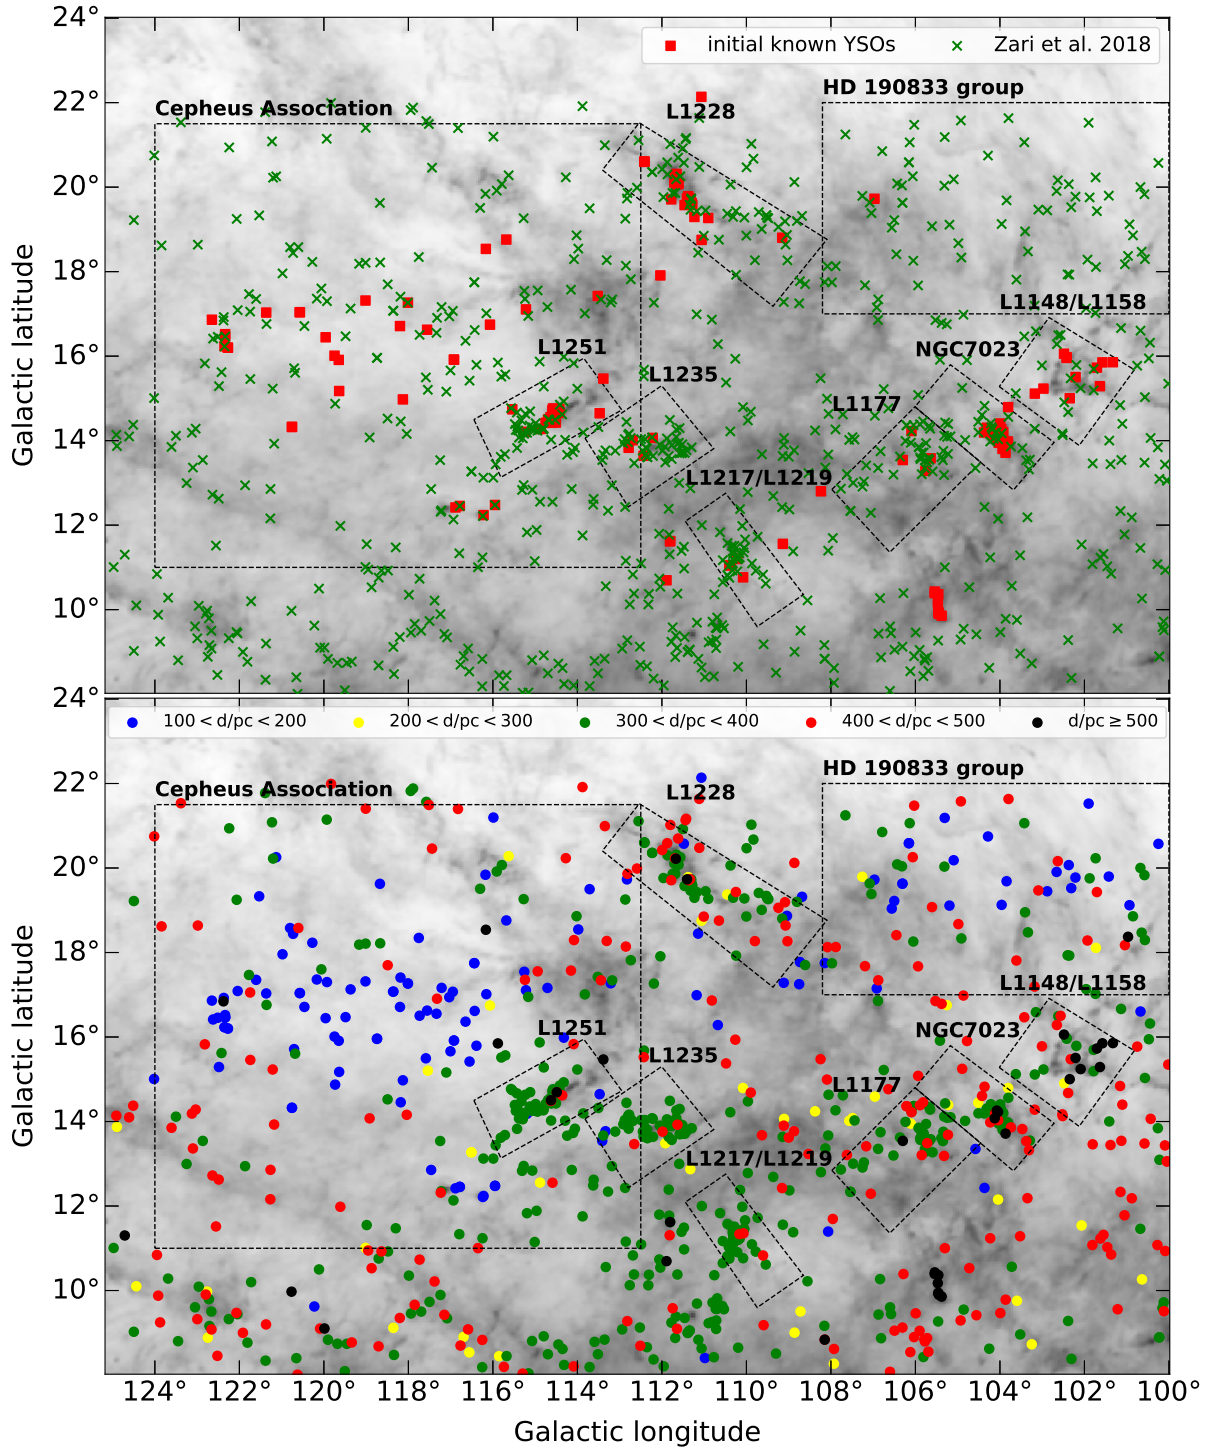 24°
initial known YSOs
Zari et al. 2018
22°
Cepheus Association
L1228
HD 190833 group
20°
18°
L1148/L1158
16°
L1251
NGC7023
L1235
L1177
14°
L1217/L1219
12°
10°
Galactic latitude
24°
100 < d/pc < 200
200 < d/pc < 300
300 < d/pc < 400
400 < d/pc < 500
d/pc ≥ 500
22°
Cepheus Association
L1228
HD 190833 group
20°
18°
L1148/L1158
16°
L1251
NGC7023
L1235
L1177
14°
L1217/L1219
12°
10°
Galactic latitude
124° 122° 120° 118° 116° 114° 112° 110° 108° 106° 104° 102° 100°
Galactic longitude